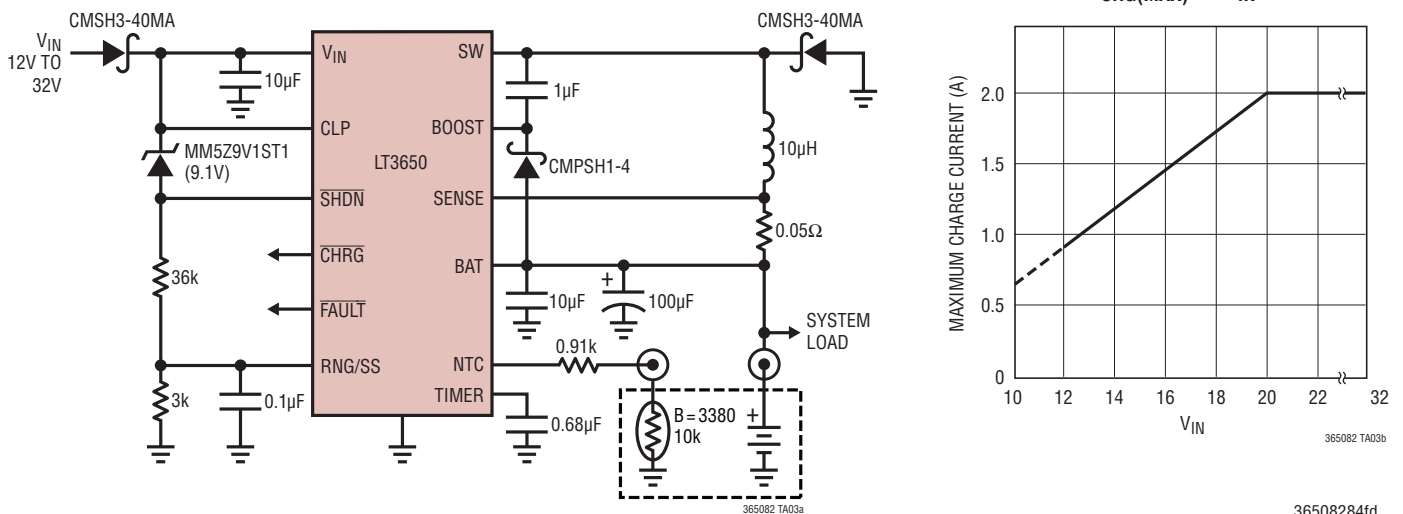 CMSH3-40MA
V_IN
12V TO
32V
10µF
MM5Z9V1ST1
(9.1V)
36k
3k
0.1µF
V_IN
CLP
SHDN
CHRG
FAULT
RNG/SS
LT3650
SW
BOOST
SENSE
BAT
NTC
TIMER
CMSH3-40MA
1µF
CMPSH1-4
10µH
0.05Ω
10µF
+
100µF
SYSTEM
LOAD
0.91k
0.68µF
B = 3380
10k
+
365082 TA03a
MAXIMUM CHARGE CURRENT (A)
2.0
1.5
1.0
0.5
0
10 12 14 16 18 20 22 32
V_IN
365082 TA03b
36508284fd